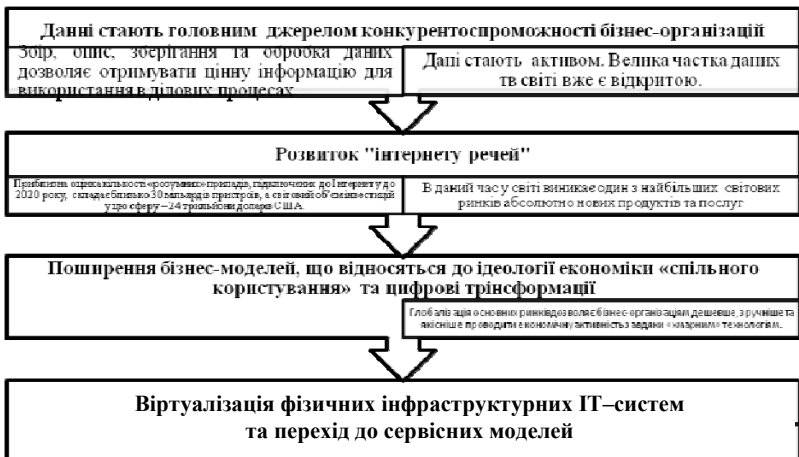 Данні стають головним джерелом конкурентоспроможності бізнес-організацій
Збір, опис, зберігання та обробка даних
дозволяє отримувати цінну інформацію для
використання в ділових процесах
Дані стають активом. Велика частка даних
тв світі вже є відкритою.
Розвиток "інтернету речей"
Приблизна оцінка кількості «розумних» приладів, підключених до Інтернету до
2020 року, складає близько 30 мільярдів пристроїв, а світовий об'єм інвестицій
у цю сферу – 24 трильйони доларів США.
В даний час у світі виникає один з найбільших світових
ринків абсолютно нових продуктів та послуг
Поширення бізнес-моделей, що відносяться до ідеології економіки «спільного
користування» та цифрові трінсформації
Глобалізація основних ринків дозволяє бізнес-організаціям дешевше, зручніше та
якісніше проводити економічну активність завдяки «хмарним» технологіям.
Віртуалізація фізичних інфраструктурних ІТ–систем
та перехід до сервісних моделей